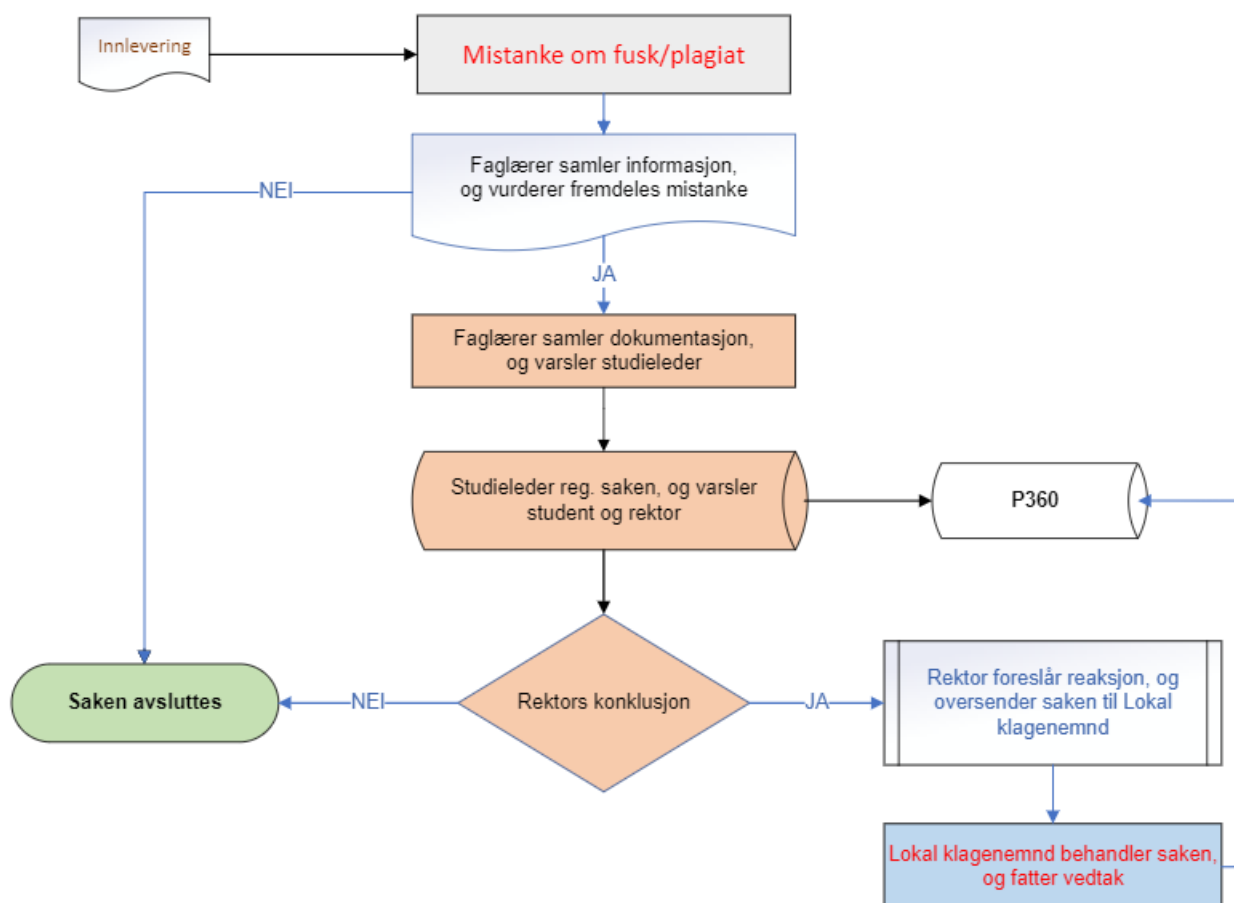 Innlevering
Mistanke om fusk/plagiat
Faglærer samler informasjon,
og vurderer fremdeles mistanke
NEI
JA
Faglærer samler dokumentasjon,
og varsler studieleder
Studieleder reg. saken, og varsler
student og rektor
P360
Saken avsluttes
NEI
Rektors konklusjon
JA
Rektor foreslår reaksjon, og
oversender saken til Lokal
klagenemnd
Lokal klagenemnd behandler saken,
og fatter vedtak